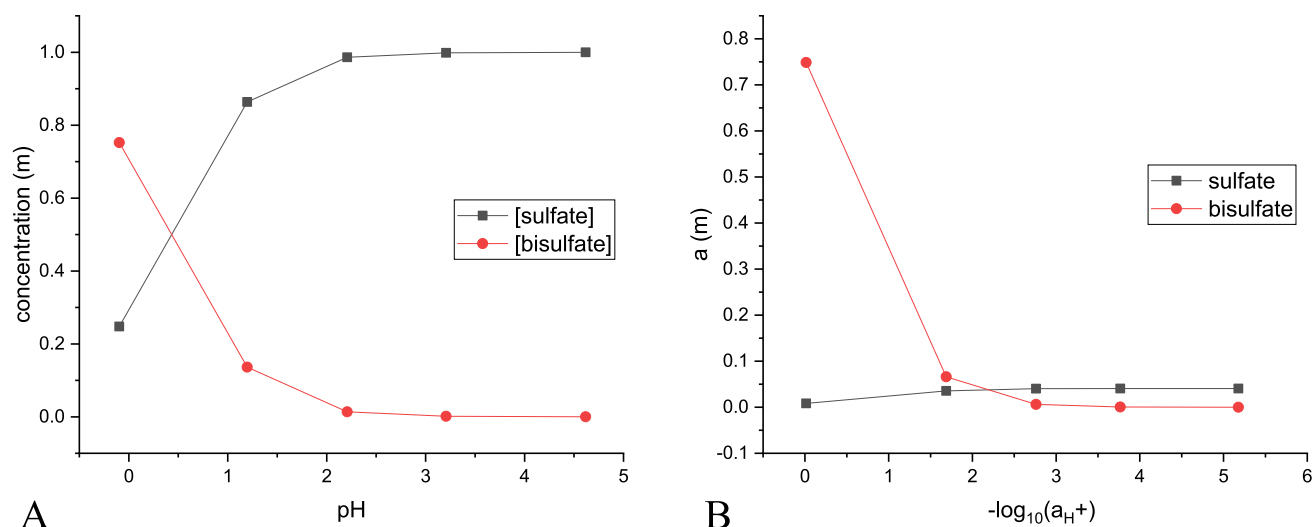 1.0
0.8
0.6
0.4
0.2
0.0
concentration (m)
[sulfate]
[bisulfate]
0 1 2 3 4 5
pH
A
0.8
0.7
0.6
0.5
0.4
0.3
0.2
0.1
0.0
-0.1
a (m)
sulfate
bisulfate
0 1 2 3 4 5 6
-log10(aH+)
B